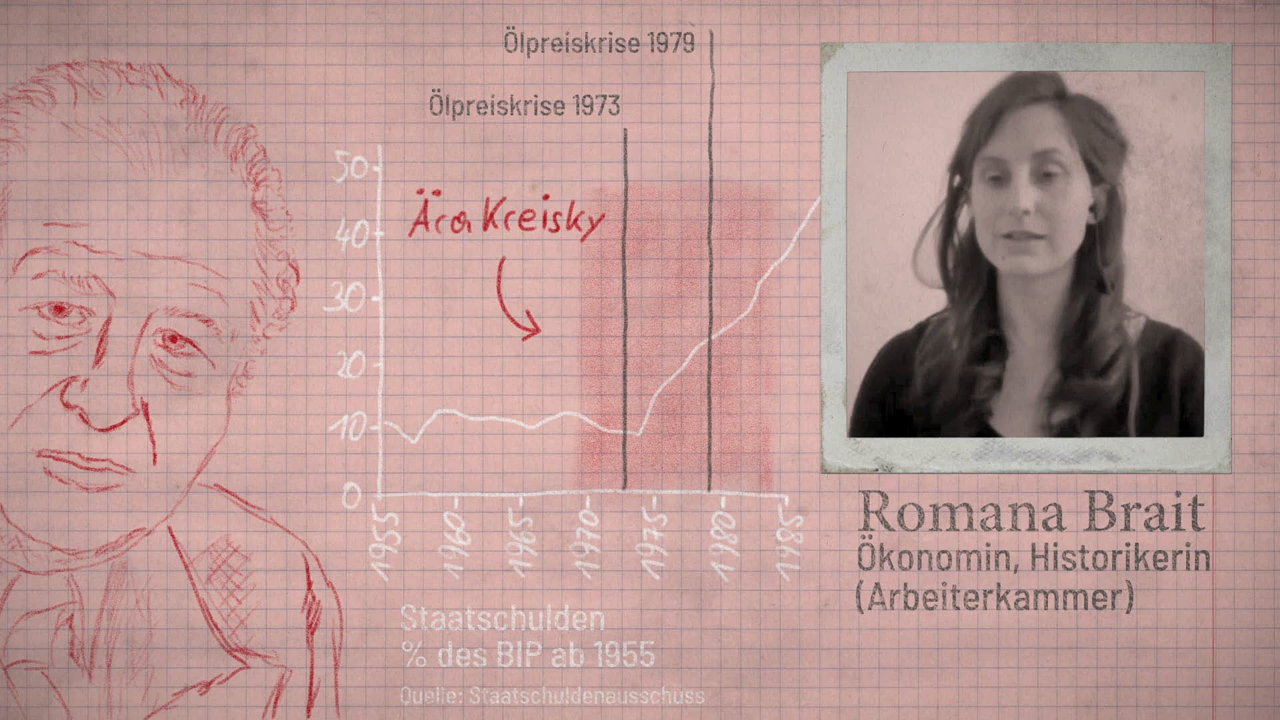 Ölpreiskrise 1979
Ölpreiskrise 1973
50
40
30
20
10
0
Ära Kreisky
1955
1960
1965
1970
1975
1980
1985
Staatschulden
% des BIP ab 1955
Quelle: Staatschuldenausschuss
Romana Brait
Ökonomin, Historikerin
(Arbeiterkammer)